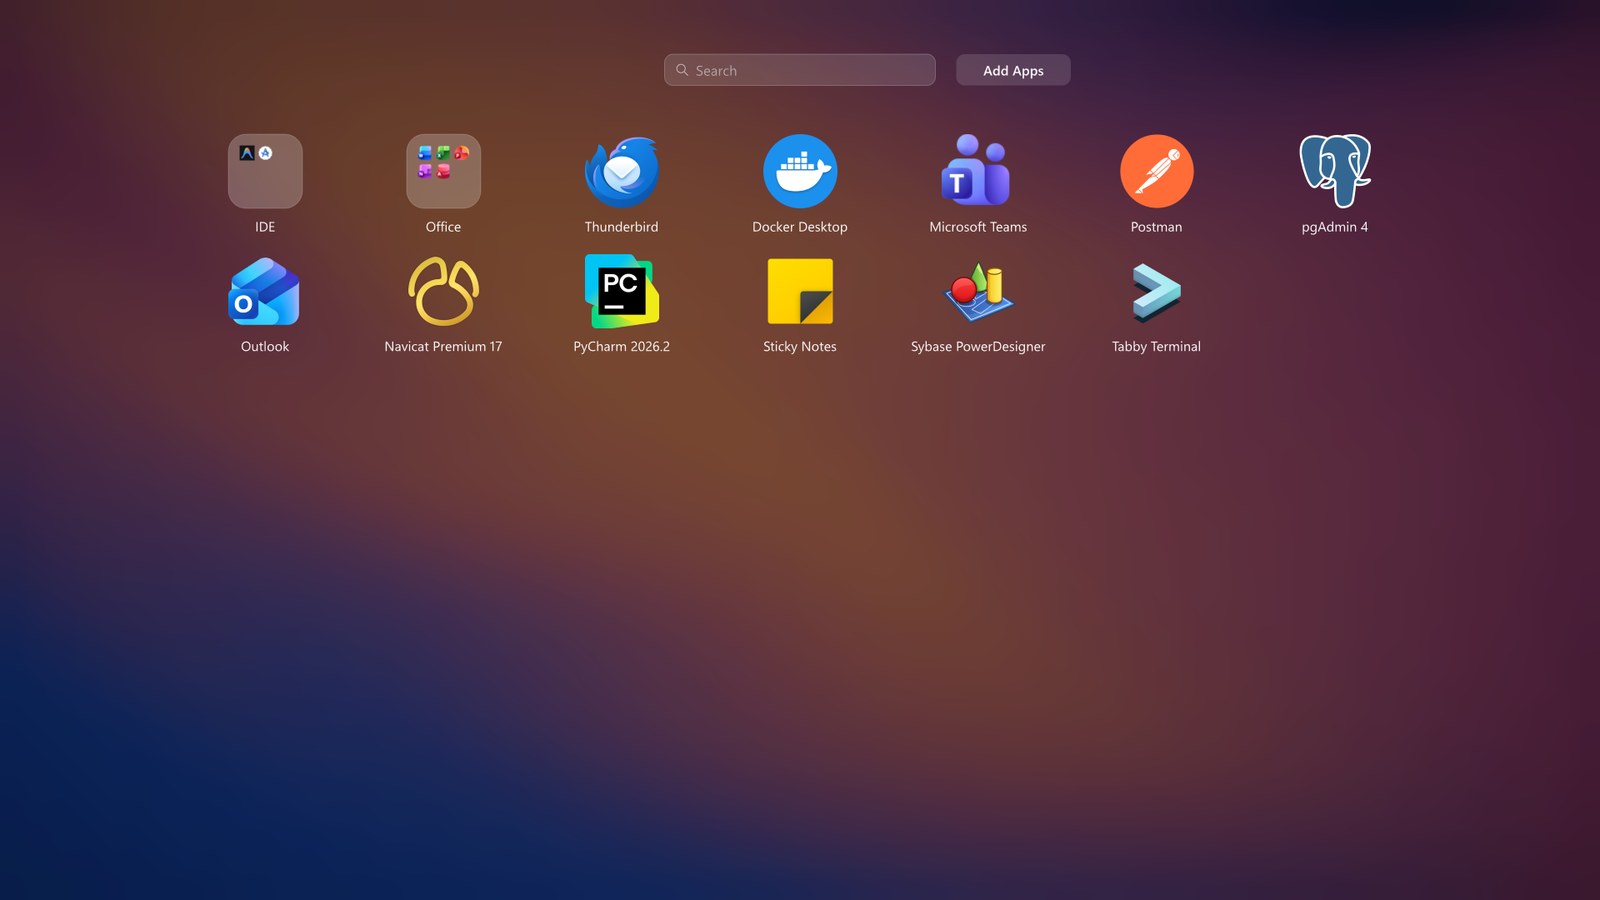 Search
Add Apps
IDE
Office
Thunderbird
Docker Desktop
T
Microsoft Teams
Postman
pgAdmin 4
O
Outlook
Navicat Premium 17
PC
PyCharm 2026.2
Sticky Notes
Sybase PowerDesigner
Tabby Terminal